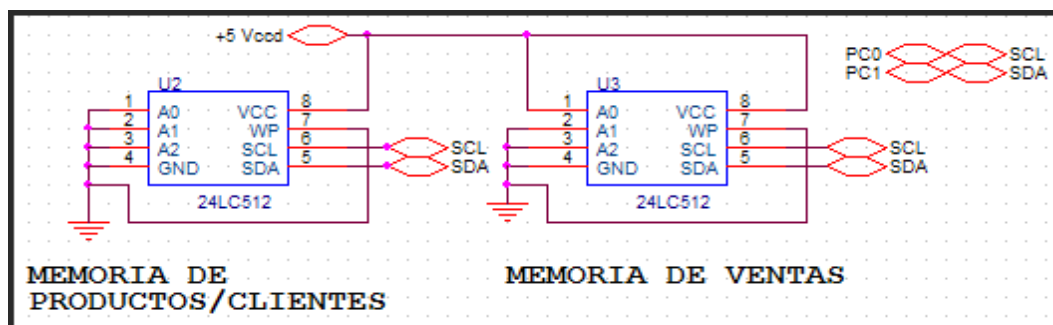 +5 Vccd
PC0 SCL
PC1 SDA
U2
1 A0 VCC 8
2 A1 WP 7
3 A2 SCL 6 SCL
4 GND SDA 5 SDA
24LC512
U3
1 A0 VCC 8
2 A1 WP 7
3 A2 SCL 6 SCL
4 GND SDA 5 SDA
24LC512
MEMORIA DE
PRODUCTOS/CLIENTES
MEMORIA DE VENTAS